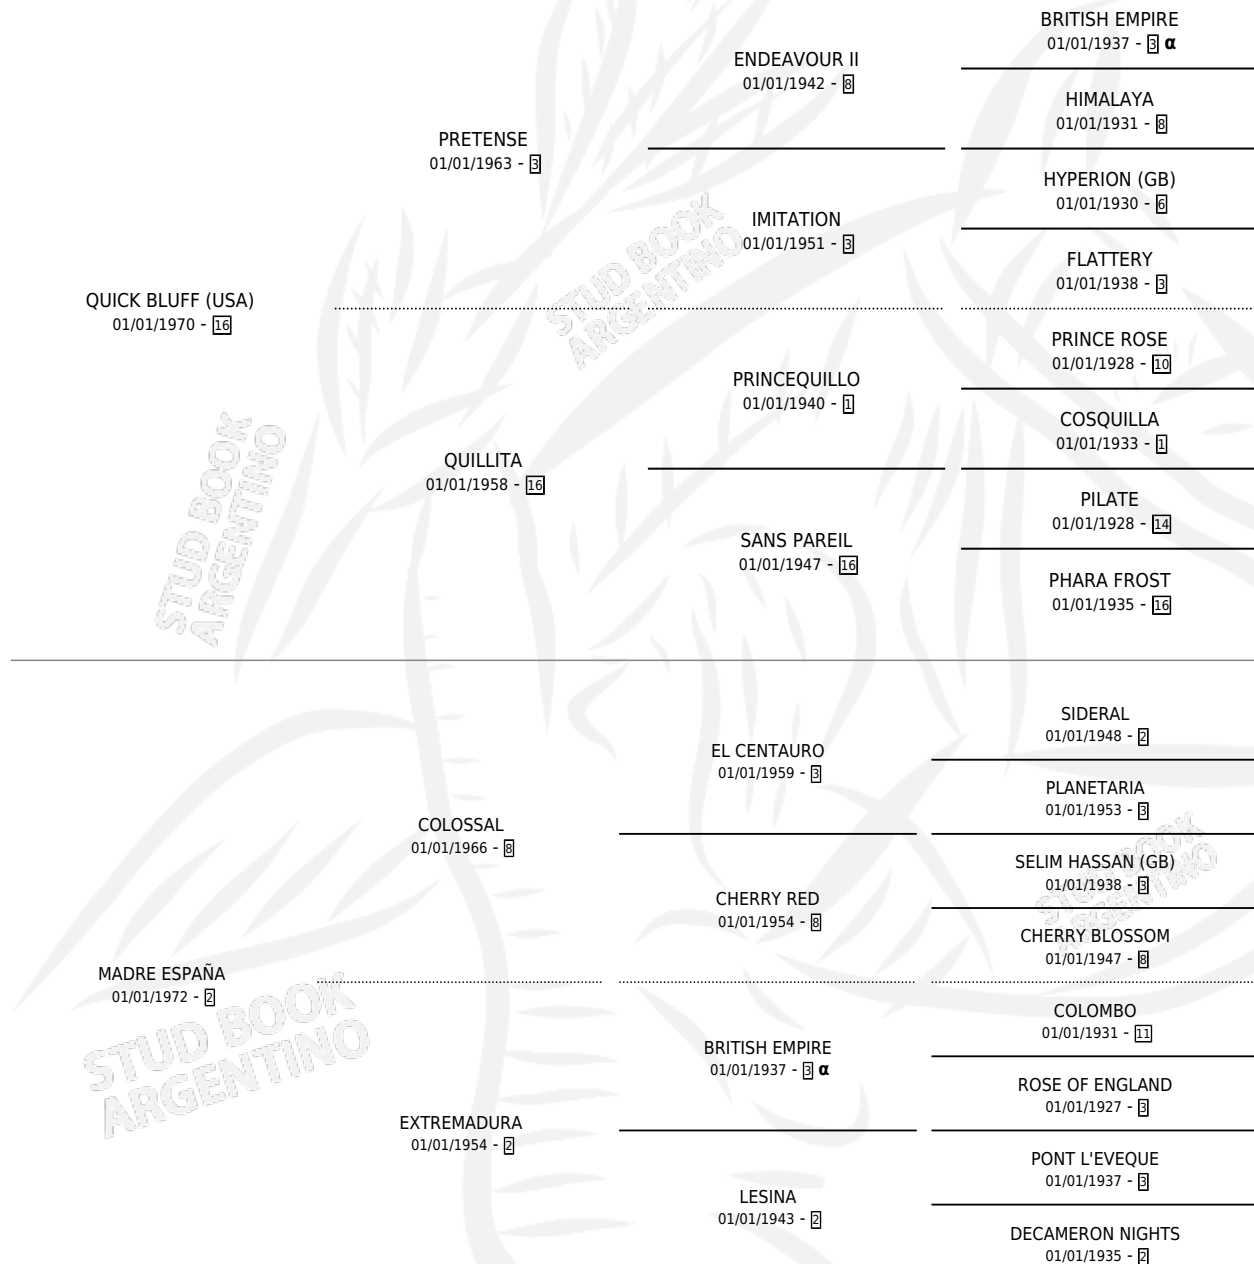 BRITISH EMPIRE
01/01/1937 - 3 α
ENDEAVOUR II
01/01/1942 - 8
HIMALAYA
01/01/1931 - 8
PRETENSE
01/01/1963 - 3
HYPERION (GB)
01/01/1930 - 6
IMITATION
01/01/1951 - 3
FLATTERY
01/01/1938 - 3
QUICK BLUFF (USA)
01/01/1970 - 16
PRINCE ROSE
01/01/1928 - 10
PRINCEQUILLO
01/01/1940 - 1
COSQUILLA
01/01/1933 - 1
QUILLITA
01/01/1958 - 16
PILATE
01/01/1928 - 14
SANS PAREIL
01/01/1947 - 16
PHARA FROST
01/01/1935 - 16
SIDERAL
01/01/1948 - 2
EL CENTAURO
01/01/1959 - 3
PLANETARIA
01/01/1953 - 3
COLOSSAL
01/01/1966 - 8
SELIM HASSAN (GB)
01/01/1938 - 3
CHERRY RED
01/01/1954 - 8
CHERRY BLOSSOM
01/01/1947 - 8
MADRE ESPAÑA
01/01/1972 - 2
COLOMBO
01/01/1931 - 11
BRITISH EMPIRE
01/01/1937 - 3 α
ROSE OF ENGLAND
01/01/1927 - 3
EXTREMADURA
01/01/1954 - 2
PONT L'EVEQUE
01/01/1937 - 3
LESINA
01/01/1943 - 2
DECAMERON NIGHTS
01/01/1935 - 2
STUD BOOK
ARGENTINO
STUD BOOK
ARGENTINO
STUD BOOK
ARGENTINO
STUD BOOK
ARGENTINO